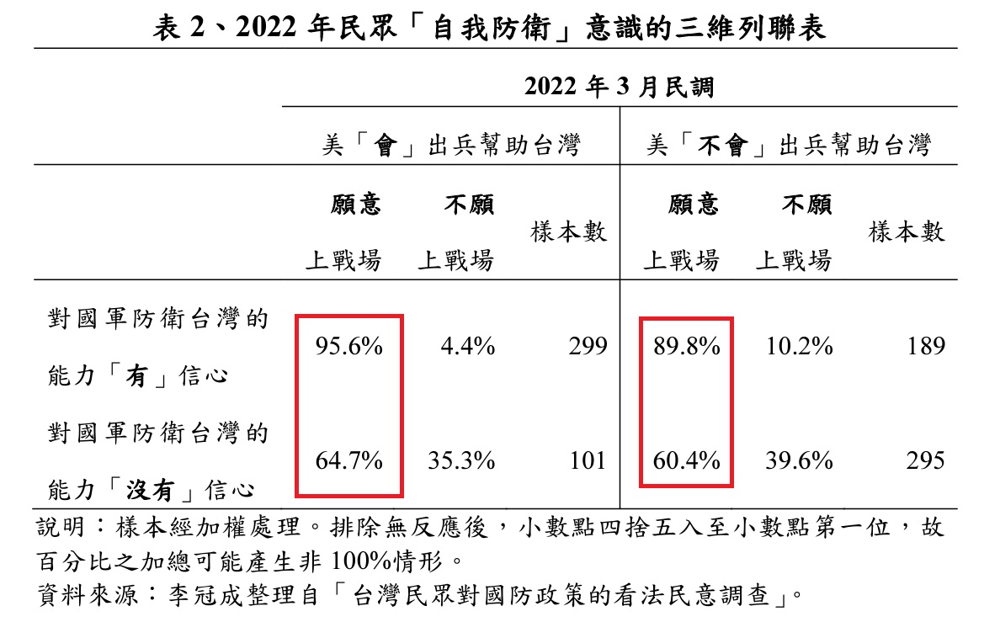 表 2、2022 年民眾「自我防衛」意識的三維列聯表
2022 年 3 月民調
美「會」出兵幫助台灣 美「不會」出兵幫助台灣
願意 不願 樣本數 願意 不願 樣本數
上戰場 上戰場 上戰場 上戰場
對國軍防衛台灣的
能力「有」信心 95.6% 4.4% 299 89.8% 10.2% 189
對國軍防衛台灣的
能力「沒有」信心 64.7% 35.3% 101 60.4% 39.6% 295
說明：樣本經加權處理。排除無反應後，小數點四捨五入至小數點第一位，故
百分比之加總可能產生非 100%情形。
資料來源：李冠成整理自「台灣民眾對國防政策的看法民意調查」。